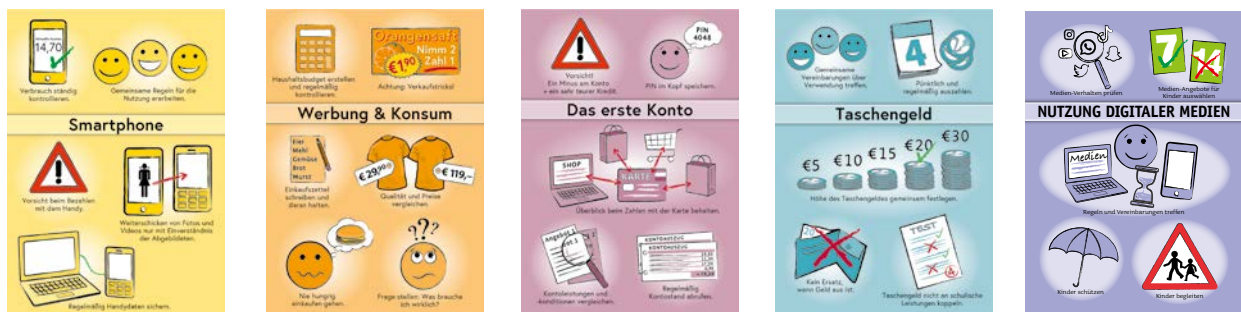 Aktuelle Kosten
14,70
Verbrauch ständig
kontrollieren.
Gemeinsame Regeln für die
Nutzung erarbeiten.
Smartphone
Vorsicht beim Bezahlen
mit dem Handy.
Weiterschicken von Fotos und
Videos nur mit Einverständnis
der Abgebildeten.
Regelmäßig Handydaten sichern.
Haushaltsbudget erstellen
und regelmäßig
kontrollieren.
Orangensaft
Nimm 2
Zahl 1
€1,90
Achtung: Verkaufstricks!
Werbung & Konsum
Eier
Mehl
Gemüse
Brot
Wurst
Einkaufszettel
schreiben und
daran halten.
€ 29,90
€ 119,-
Qualität und Preise
vergleichen.
Nie hungrig
einkaufen gehen.
???
Frage stellen: Was brauche
ich wirklich?
Vorsicht!
Ein Minus am Konto
= ein sehr teurer Kredit.
PIN
4048
PIN im Kopf speichern.
Das erste Konto
SHOP
KARTE
Überblick beim Zahlen mit der Karte behalten.
Angebot 2
Kontoleistungen und
-konditionen vergleichen.
KONTOAUSZUG
KONTOAUSZUG
Regelmäßig
Kontostand abrufen.
Gemeinsame
Vereinbarungen über
Verwendung treffen.
4
Pünktlich und
regelmäßig auszahlen.
Taschengeld
€5
€10
€15
€20
€30
Höhe des Taschengeldes gemeinsam festlegen.
20
Kein Ersatz,
wenn Geld aus ist.
TEST
Taschengeld nicht an schulische
Leistungen koppeln.
Medien-Verhalten prüfen
7
14
Medien-Angebote für
Kinder auswählen
NUTZUNG DIGITALER MEDIEN
Medien
Regeln und Vereinbarungen treffen
Kinder schützen
Kinder begleiten